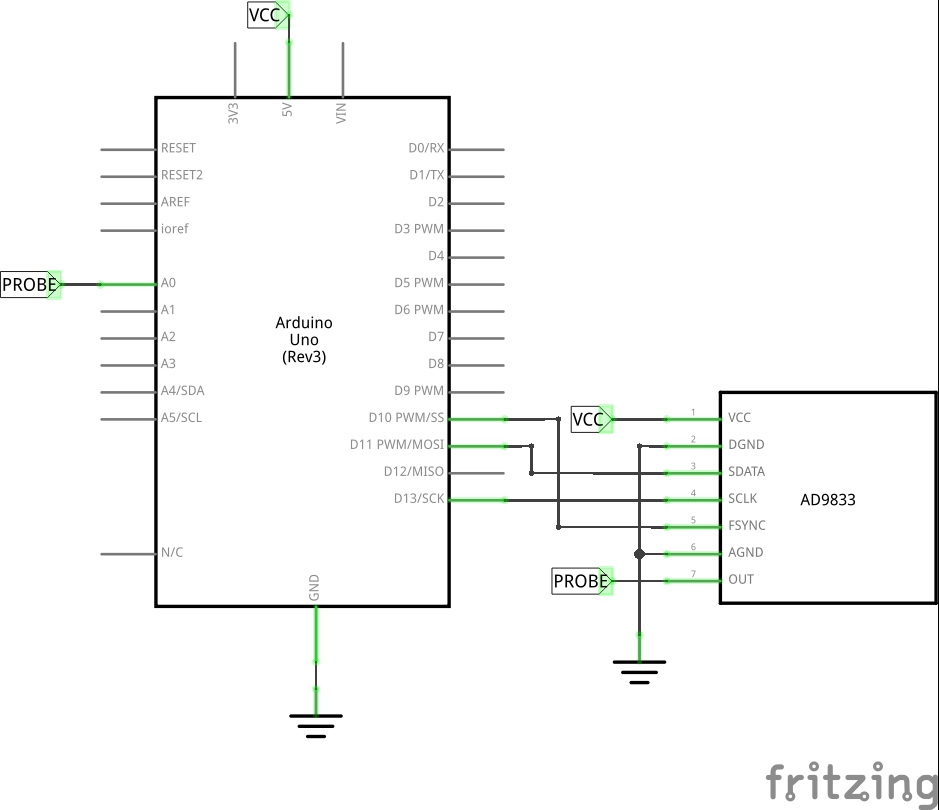 VCC
3V3
5V
VIN
RESET
RESET2
AREF
ioref
PROBE
A0
A1
A2
A3
A4/SDA
A5/SCL
N/C
Arduino
Uno
(Rev3)
D0/RX
D1/TX
D2
D3 PWM
D4
D5 PWM
D6 PWM
D7
D8
D9 PWM
D10 PWM/SS
D11 PWM/MOSI
D12/MISO
D13/SCK
GND
VCC
PROBE
1 VCC
2 DGND
3 SDATA
4 SCLK
5 FSYNC
6 AGND
7 OUT
AD9833
fritzing